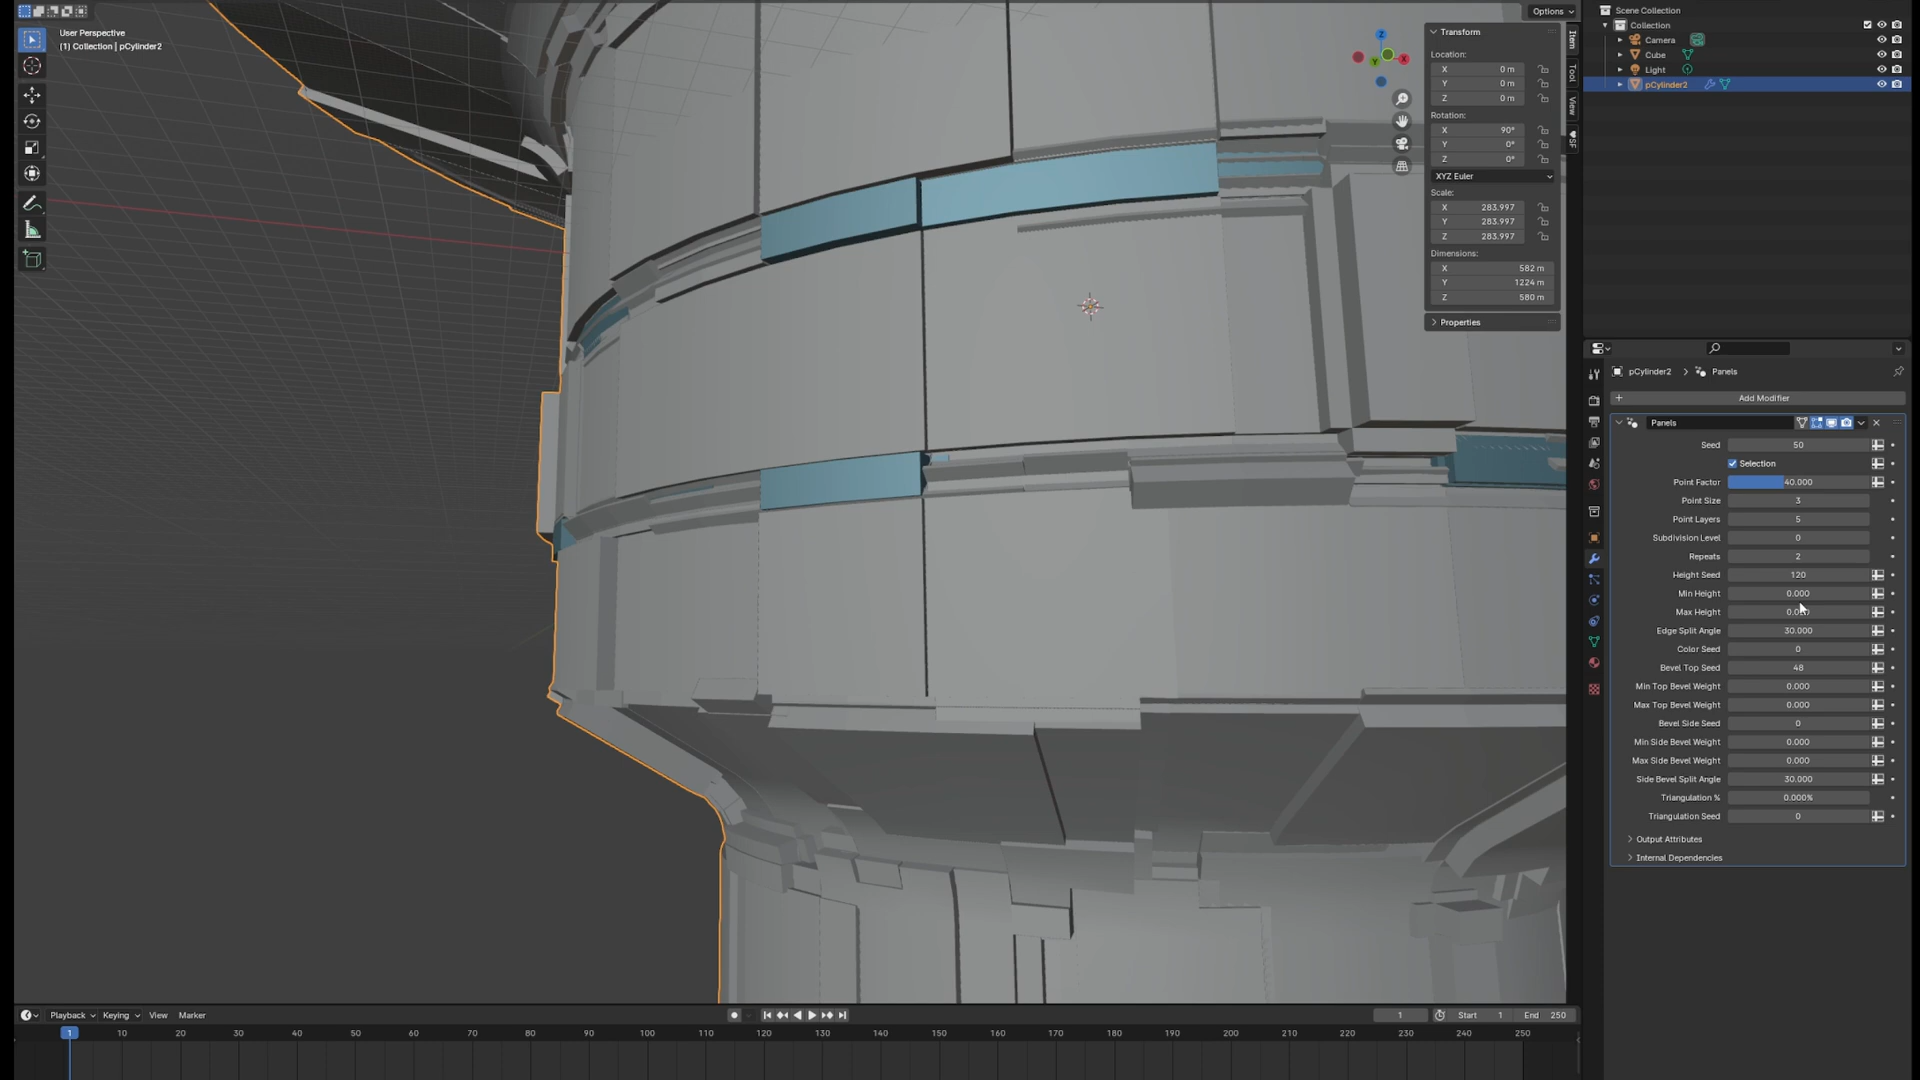 User Perspective
(1) Collection | pCylinder2
Options
Transform
Location:
X 0 m
Y 0 m
Z 0 m
Rotation:
X 90°
Y 0°
Z 0°
XYZ Euler
Scale:
X 283.997
Y 283.997
Z 283.997
Dimensions:
X 582 m
Y 1224 m
Z 580 m
Properties
Item
Tool
View
SF
Z
X
Y
Scene Collection
Collection
Camera
Cube
Light
pCylinder2
pCylinder2 > Panels
+ Add Modifier
Panels
Seed 50
Selection
Point Factor 40.000
Point Size 3
Point Layers 5
Subdivision Level 0
Repeats 2
Height Seed 120
Min Height 0.000
Max Height
Edge Split Angle 30.000
Color Seed 0
Bevel Top Seed 48
Min Top Bevel Weight 0.000
Max Top Bevel Weight 0.000
Bevel Side Seed 0
Min Side Bevel Weight 0.000
Max Side Bevel Weight 0.000
Side Bevel Split Angle 30.000
Triangulation % 0.000%
Triangulation Seed 0
Output Attributes
Internal Dependencies
Playback Keying View Marker
1 Start 1 End 250
1 10 20 30 40 50 60 70 80 90 100 110 120 130 140 150 160 170 180 190 200 210 220 230 240 250